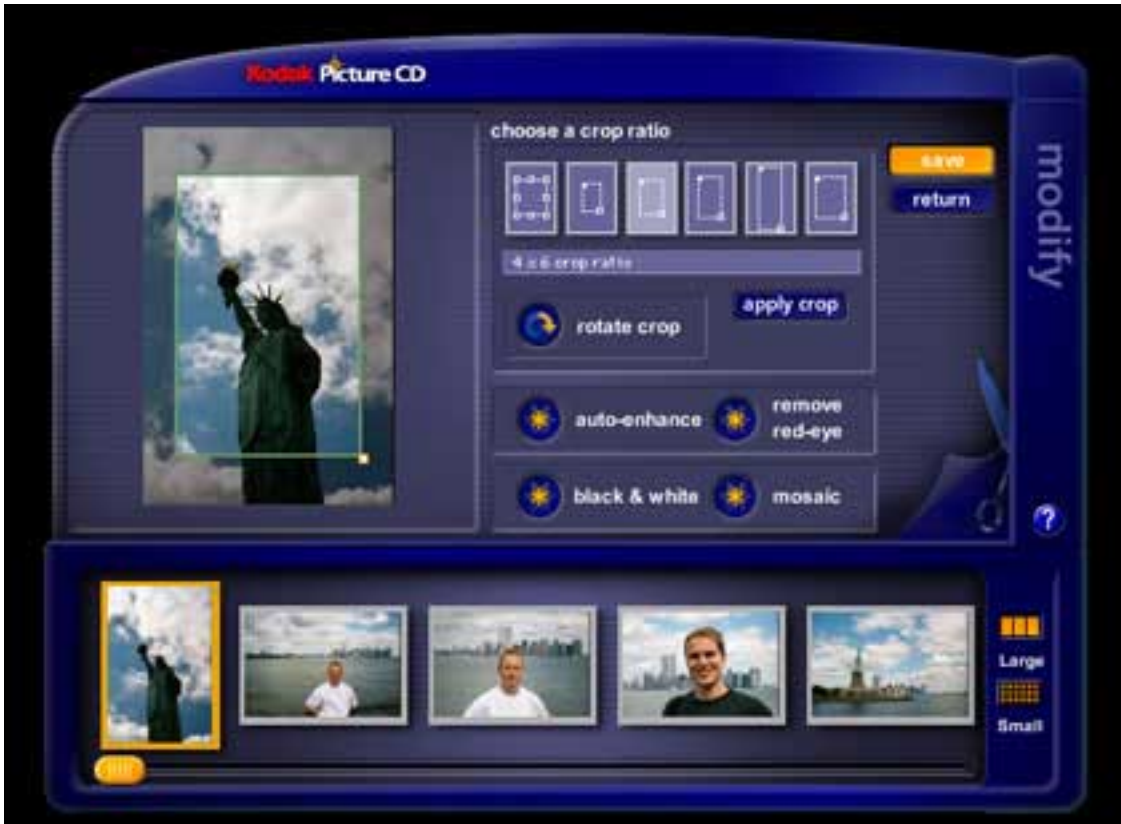 Kodak Picture CD
choose a crop ratio
save
return
modify
4 x 6 crop ratio
apply crop
rotate crop
auto-enhance
remove
red-eye
black & white
mosaic
?
Large
Small